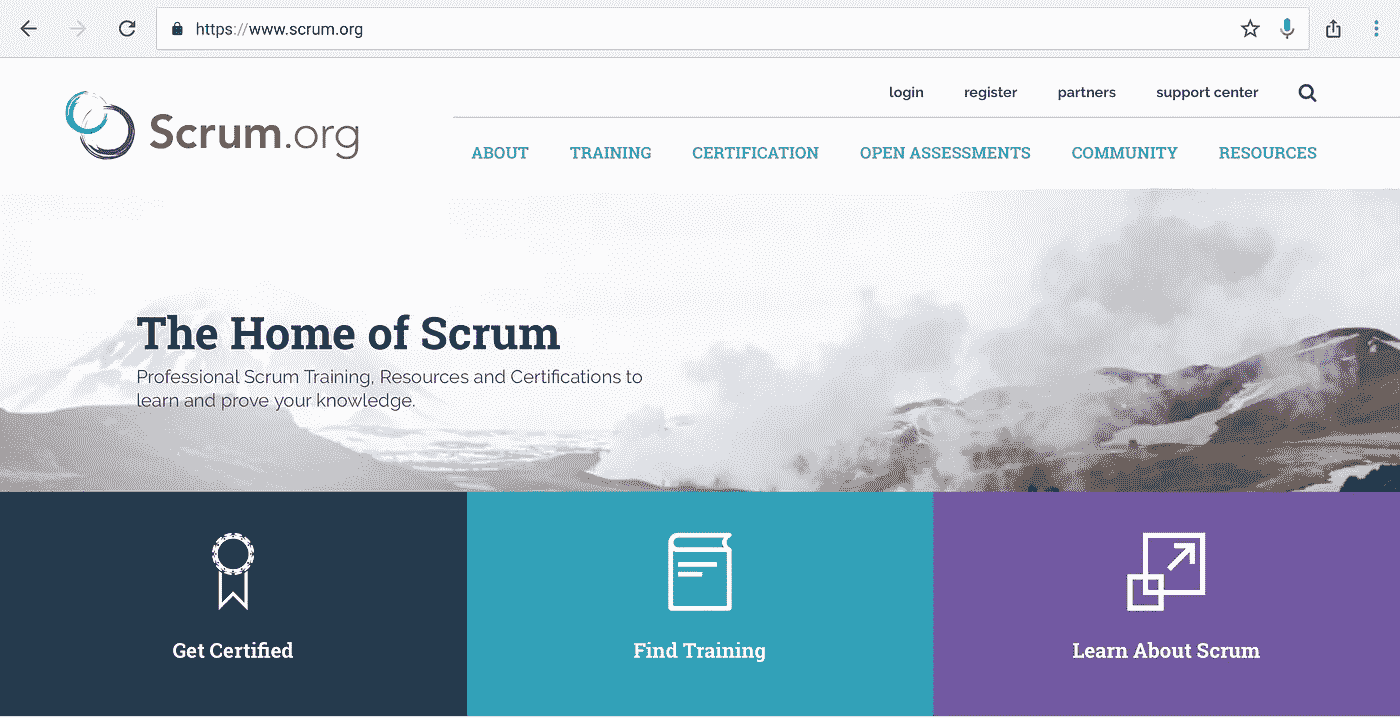 https://www.scrum.org
login register partners support center
Scrum.org
ABOUT TRAINING CERTIFICATION OPEN ASSESSMENTS COMMUNITY RESOURCES
The Home of Scrum
Professional Scrum Training, Resources and Certifications to
learn and prove your knowledge.
Get Certified
Find Training
Learn About Scrum